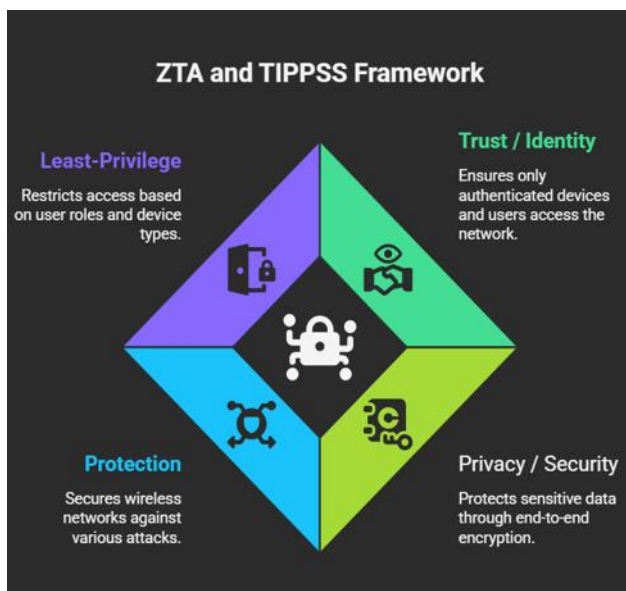 ZTA and TIPPSS Framework
Least-Privilege
Restricts access based
on user roles and device
types.
Trust / Identity
Ensures only
authenticated devices
and users access the
network.
Protection
Secures wireless
networks against
various attacks.
Privacy / Security
Protects sensitive data
through end-to-end
encryption.